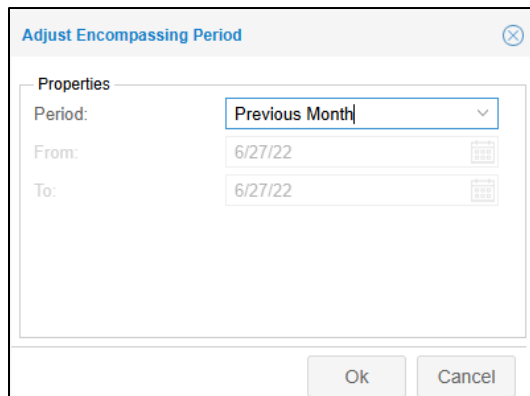 Adjust Encompassing Period
Properties
Period: Previous Month
From: 6/27/22
To: 6/27/22
Ok Cancel